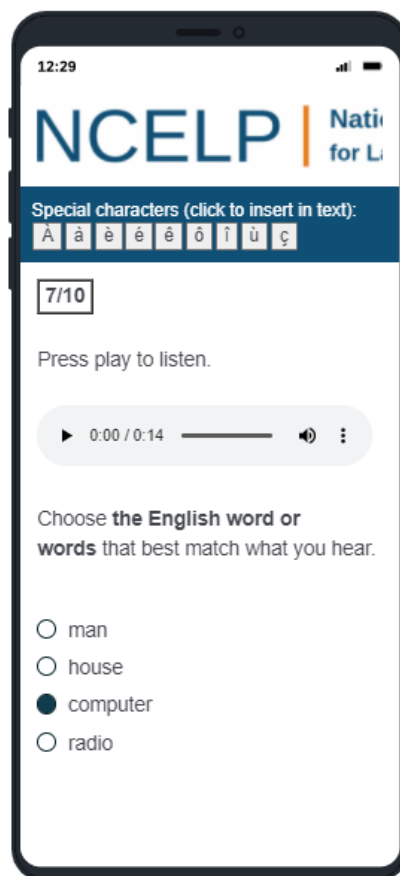 12:29
NCELP
Nati
for La
Special characters (click to insert in text):
À à è é ê ô î ù ç
7/10
Press play to listen.
0:00 / 0:14
Choose the English word or
words that best match what you hear.
man
house
computer
radio